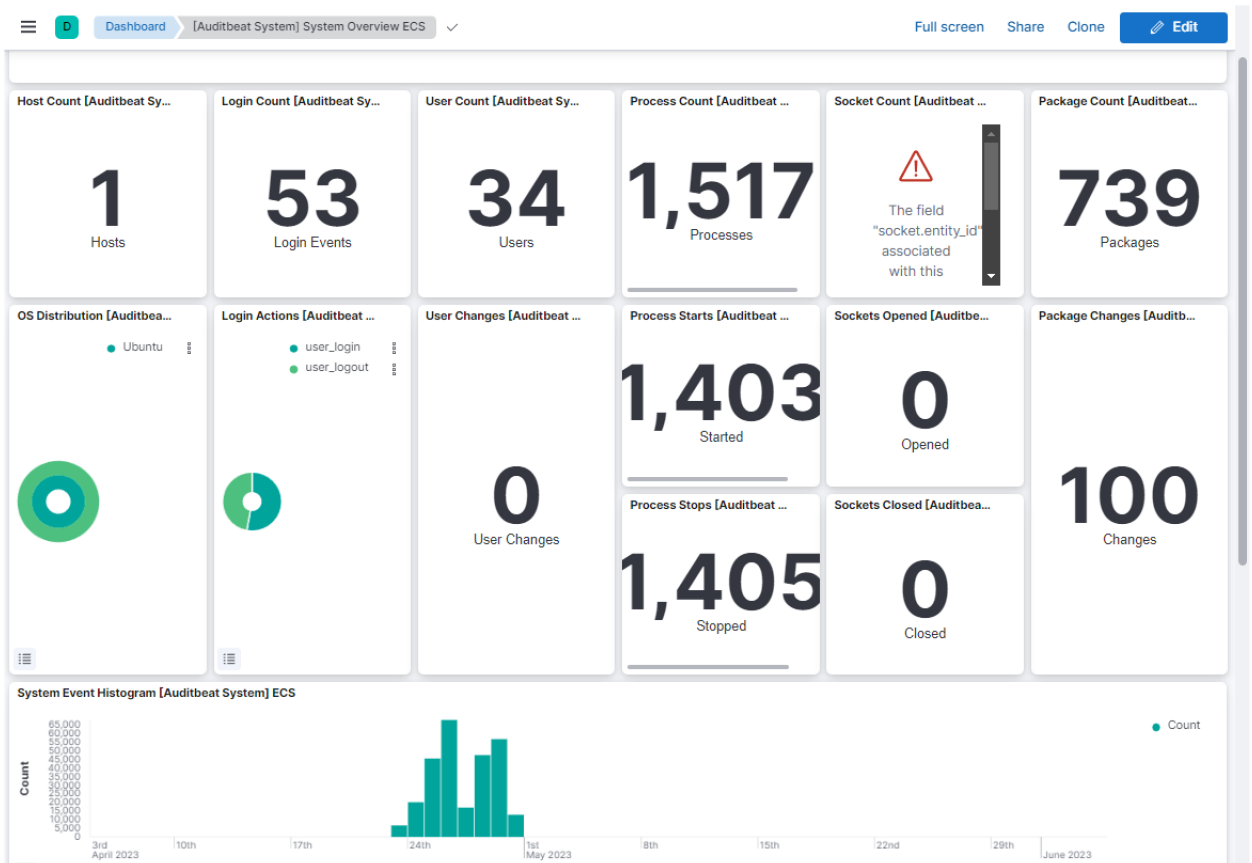 D Dashboard [Auditbeat System] System Overview ECS Full screen Share Clone Edit
Host Count [Auditbeat Sy...
1
Hosts
Login Count [Auditbeat Sy...
53
Login Events
User Count [Auditbeat Sy...
34
Users
Process Count [Auditbeat ...
1,517
Processes
Socket Count [Auditbeat ...
The field
"socket.entity_id"
associated
with this
Package Count [Auditbeat...
739
Packages
OS Distribution [Auditbea...
Ubuntu
Login Actions [Auditbeat ...
user_login
user_logout
User Changes [Auditbeat ...
0
User Changes
Process Starts [Auditbeat ...
1,403
Started
Process Stops [Auditbeat ...
1,405
Stopped
Sockets Opened [Auditbe...
0
Opened
Sockets Closed [Auditbea...
0
Closed
Package Changes [Auditb...
100
Changes
System Event Histogram [Auditbeat System] ECS
Count
65,000
60,000
55,000
50,000
45,000
40,000
35,000
30,000
25,000
20,000
15,000
10,000
5,000
0
Count
3rd 10th 17th 24th 1st 8th 15th 22nd 29th
April 2023 May 2023 June 2023